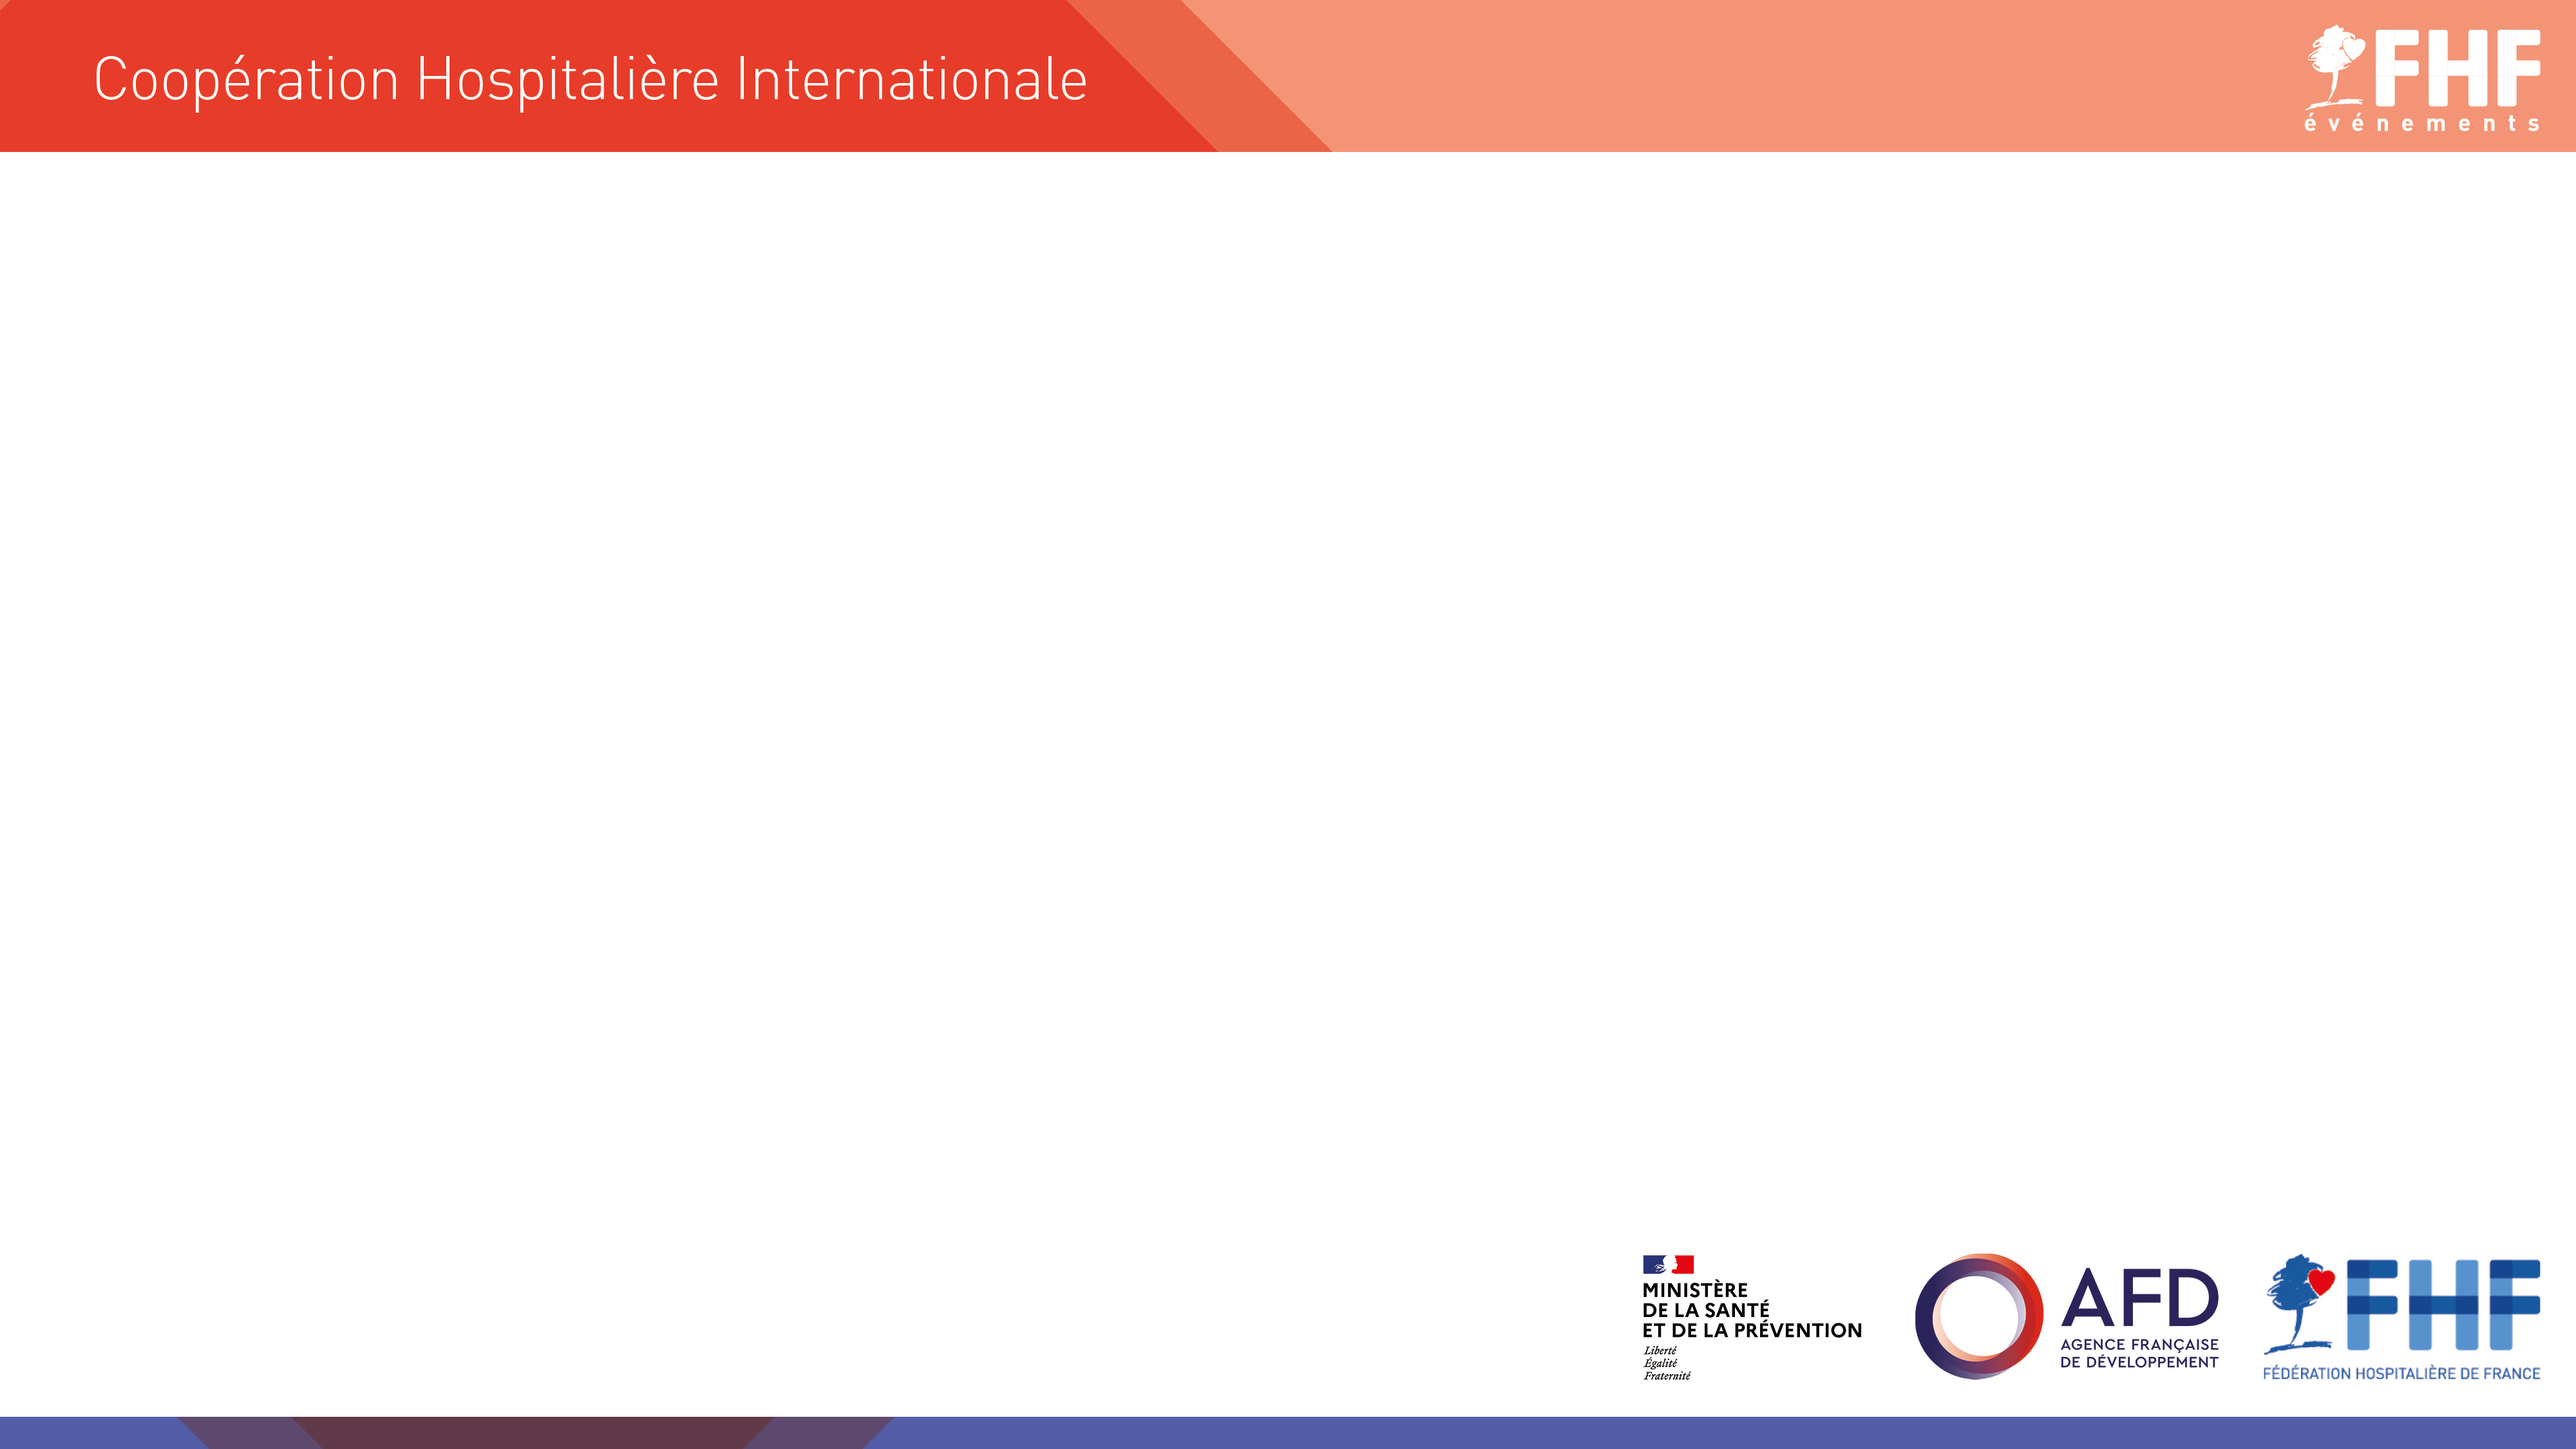 Coopération Hospitalière Internationale
FHF
événements
MINISTÈRE
DE LA SANTÉ
ET DE LA PRÉVENTION
Liberté
Égalité
Fraternité
AFD
AGENCE FRANÇAISE
DE DÉVELOPPEMENT
FHF
FÉDÉRATION HOSPITALIÈRE DE FRANCE